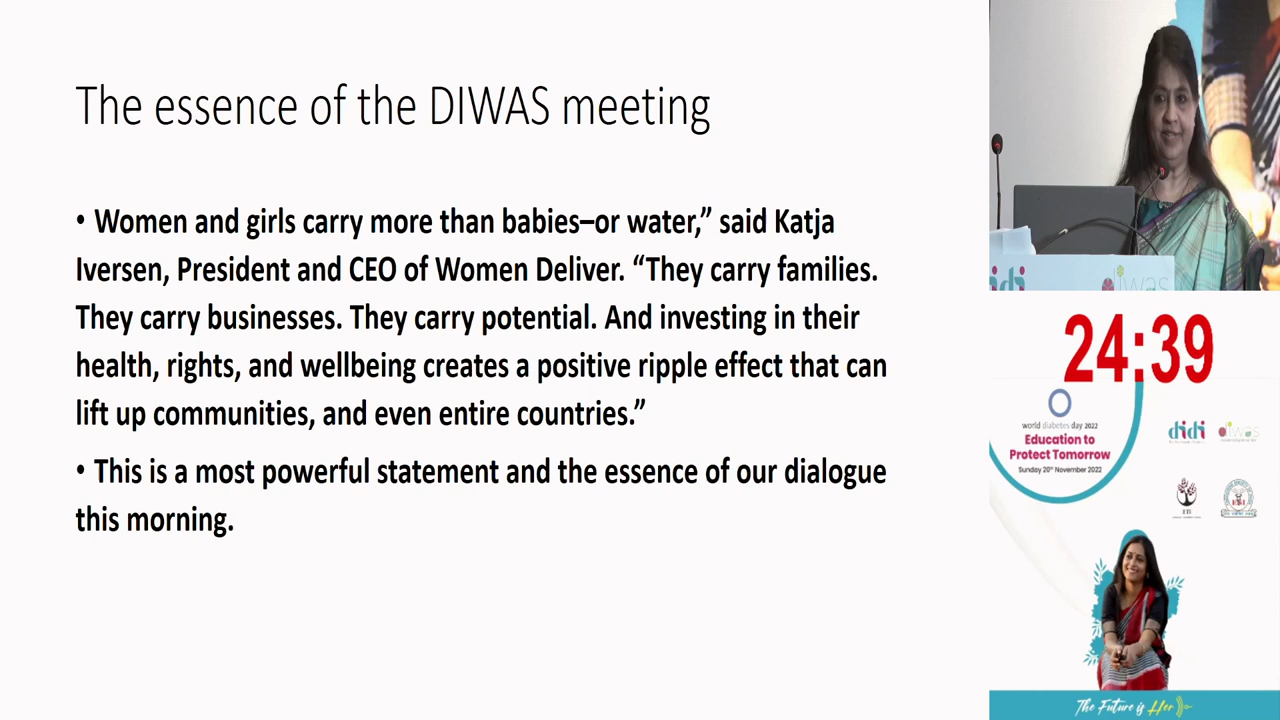 The essence of the DIWAS meeting
• Women and girls carry more than babies–or water,” said Katja
Iversen, President and CEO of Women Deliver. “They carry families.
They carry businesses. They carry potential. And investing in their
health, rights, and wellbeing creates a positive ripple effect that can
lift up communities, and even entire countries.”
• This is a most powerful statement and the essence of our dialogue
this morning.
didi diwas
24:39
world diabetes day 2022
Education to
Protect Tomorrow
Sunday 20th November 2022
didi diwas
The Future is Her